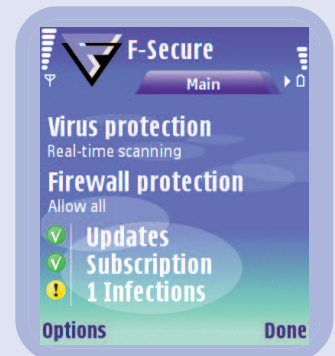 F-Secure
Main
Virus protection
Real-time scanning
Firewall protection
Allow all
Updates
Subscription
1 Infections
Options Done